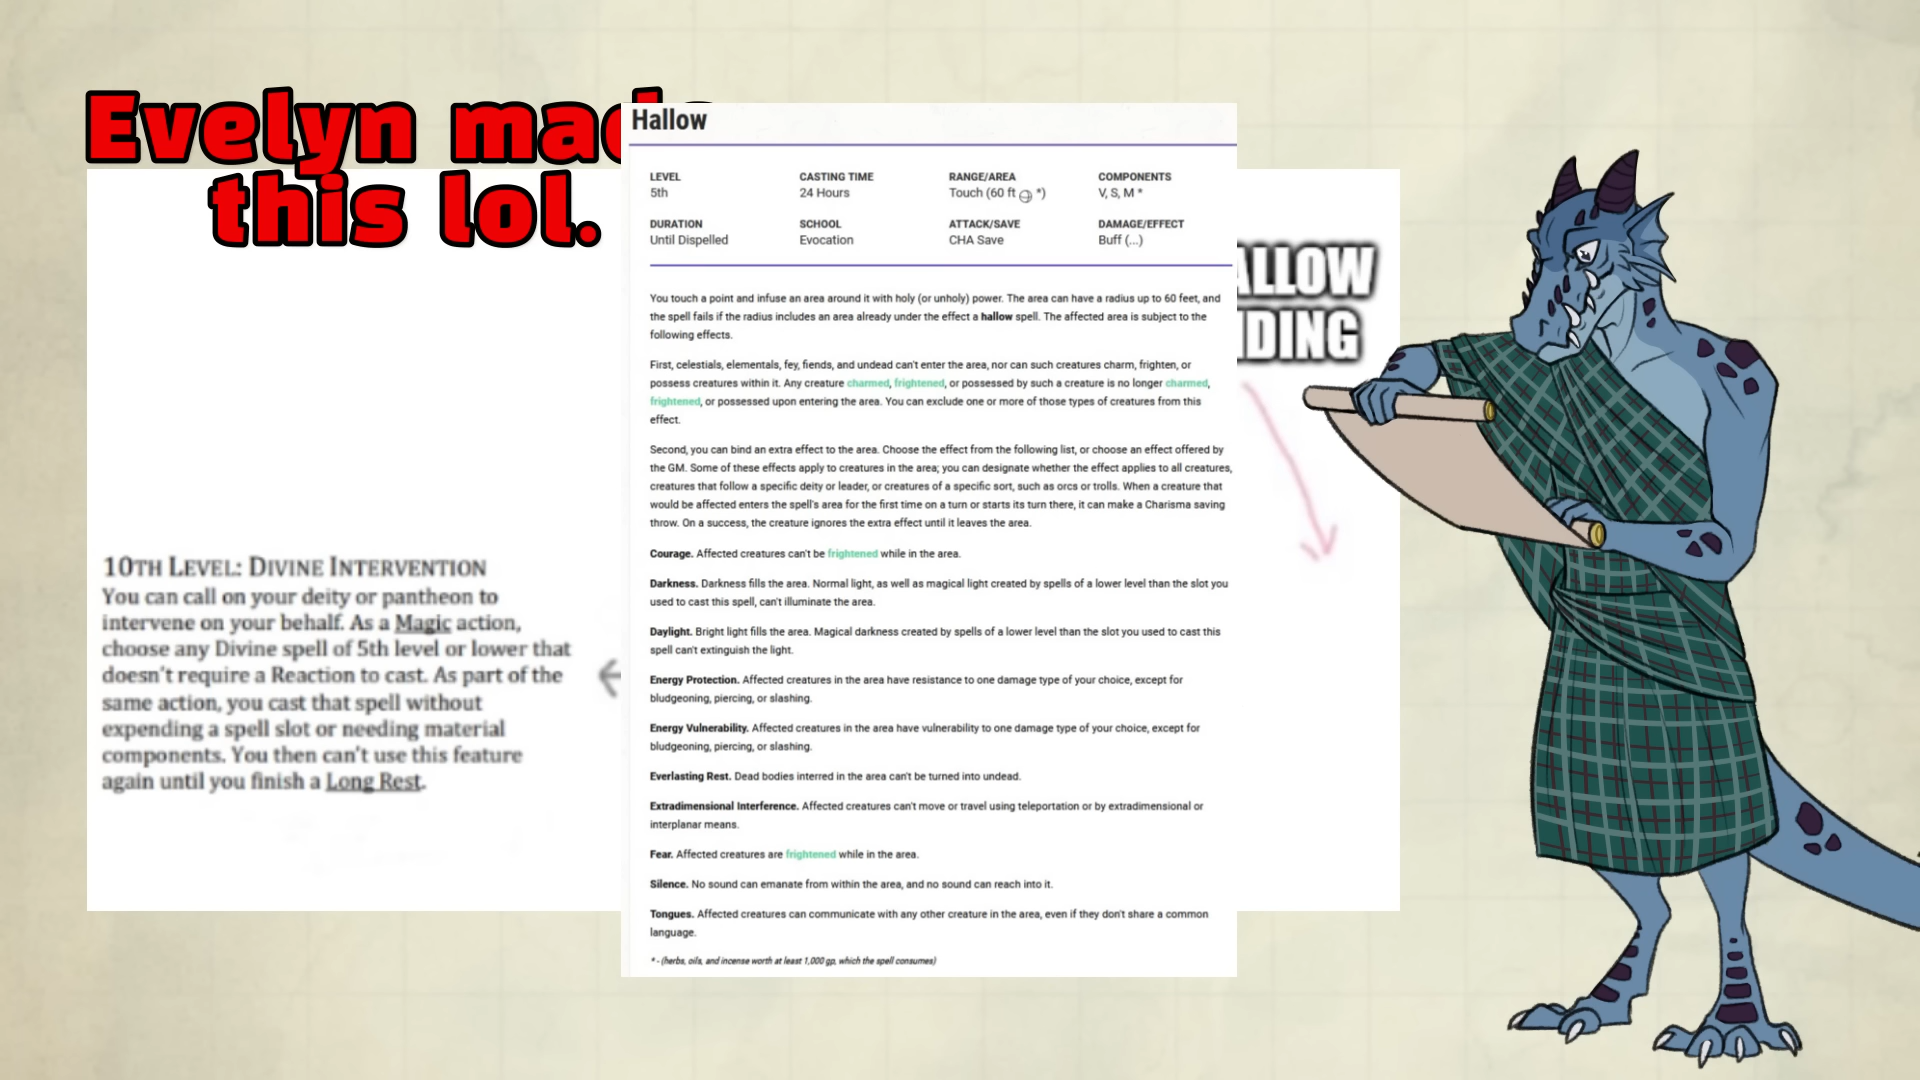 Evelyn
this lol.
Hallow
LEVEL
5th
CASTING TIME
24 Hours
RANGE/AREA
Touch (60 ft *)
COMPONENTS
V, S, M *
DURATION
Until Dispelled
SCHOOL
Evocation
ATTACK/SAVE
CHA Save
DAMAGE/EFFECT
Buff (...)
You touch a point and infuse an area around it with holy (or unholy) power. The area can have a radius up to 60 feet, and
the spell fails if the radius includes an area already under the effect a hallow spell. The affected area is subject to the
following effects.
First, celestials, elementals, fey, fiends, and undead can't enter the area, nor can such creatures charm, frighten, or
possess creatures within it. Any creature charmed, frightened, or possessed by such a creature is no longer charmed,
frightened, or possessed upon entering the area. You can exclude one or more of those types of creatures from this
effect.
Second, you can bind an extra effect to the area. Choose the effect from the following list, or choose an effect offered by
the GM. Some of these effects apply to creatures in the area; you can designate whether the effect applies to all creatures,
creatures that follow a specific deity or leader, or creatures of a specific sort, such as orcs or trolls. When a creature that
would be affected enters the spell's area for the first time on a turn or starts its turn there, it can make a Charisma saving
throw. On a success, the creature ignores the extra effect until it leaves the area.
Courage. Affected creatures can't be frightened while in the area.
Darkness. Darkness fills the area. Normal light, as well as magical light created by spells of a lower level than the slot you
used to cast this spell, can't illuminate the area.
Daylight. Bright light fills the area. Magical darkness created by spells of a lower level than the slot you used to cast this
spell can't extinguish the light.
Energy Protection. Affected creatures in the area have resistance to one damage type of your choice, except for
bludgeoning, piercing, or slashing.
Energy Vulnerability. Affected creatures in the area have vulnerability to one damage type of your choice, except for
bludgeoning, piercing, or slashing.
Everlasting Rest. Dead bodies interred in the area can't be turned into undead.
Extradimensional Interference. Affected creatures can't move or travel using teleportation or by extradimensional or
interplanar means.
Fear. Affected creatures are frightened while in the area.
Silence. No sound can emanate from within the area, and no sound can reach into it.
Tongues. Affected creatures can communicate with any other creature in the area, even if they don't share a common
language.
* - (herbs, oils, and incense worth at least 1,000 gp, which the spell consumes)
10TH LEVEL: DIVINE INTERVENTION
You can call on your deity or pantheon to
intervene on your behalf. As a Magic action,
choose any Divine spell of 5th level or lower that
doesn't require a Reaction to cast. As part of the
same action, you cast that spell without
expending a spell slot or needing material
components. You then can't use this feature
again until you finish a Long Rest.